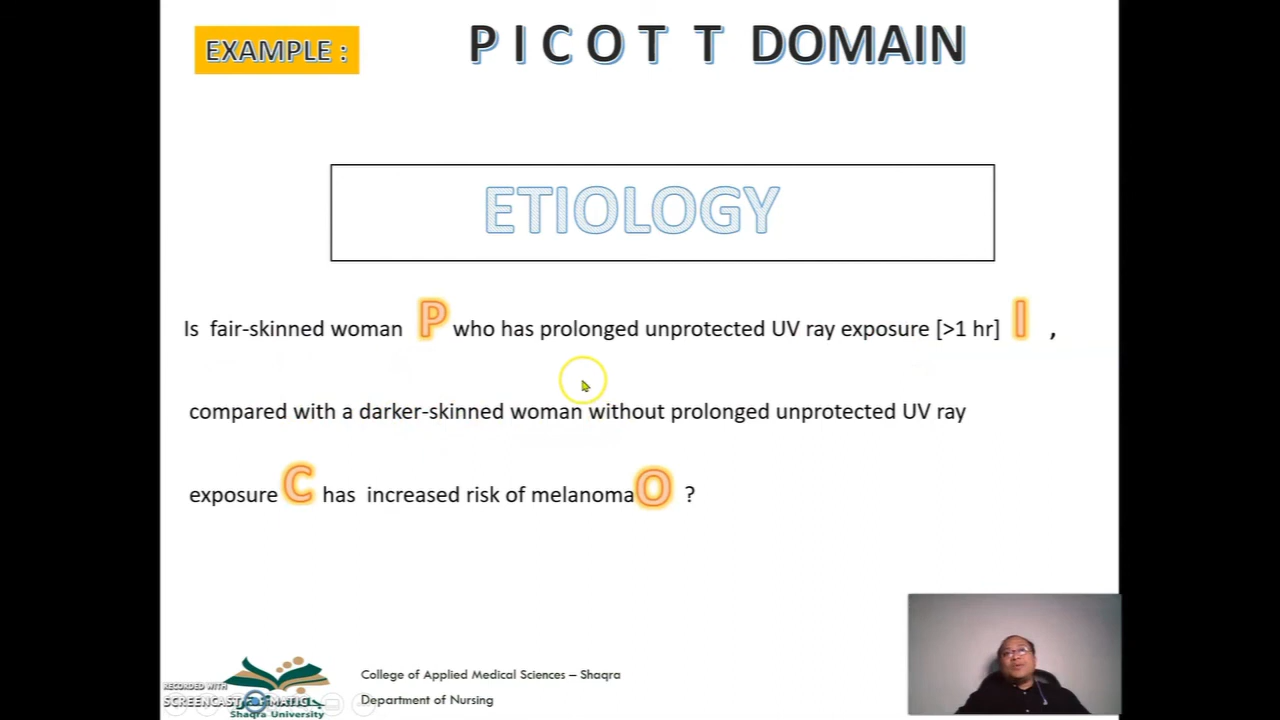 EXAMPLE :
P I C O T T DOMAIN
ETIOLOGY
Is fair-skinned woman P who has prolonged unprotected UV ray exposure [>1 hr] I ,
compared with a darker-skinned woman without prolonged unprotected UV ray
exposure C has increased risk of melanoma O ?
College of Applied Medical Sciences – Shaqra
Department of Nursing
RECORDED WITH
Shaqra University